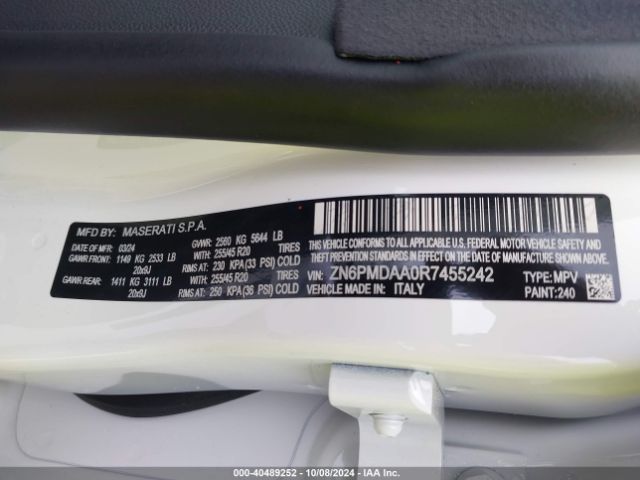 MFD BY: MASERATI S.P.A.
DATE OF MFR: 03/24 GVWR: 2560 KG 5644 LB
GAWR FRONT: 1149 KG 2533 LB 255/45 R20 TIRES
20x9J RIMS AT: 230 KPA (33 PSI) COLD
GAWR REAR: 1411 KG 3111 LB 255/45 R20 TIRES
20x9J RIMS AT: 250 KPA (36 PSI) COLD
THIS VEHICLE CONFORMS TO ALL APPLICABLE FEDERAL
MOTOR VEHICLE SAFETY, BUMPER, AND THEFT PREVENTION
STANDARDS IN EFFECT ON THE DATE OF MANUFACTURE SHOWN ABOVE.
VIN: ZN6PMDAA0R7455242 TYPE: MPV
VEHICLE MADE IN: ITALY PAINT: 240
000-40489252 - 10/08/2024 - IAA Inc.